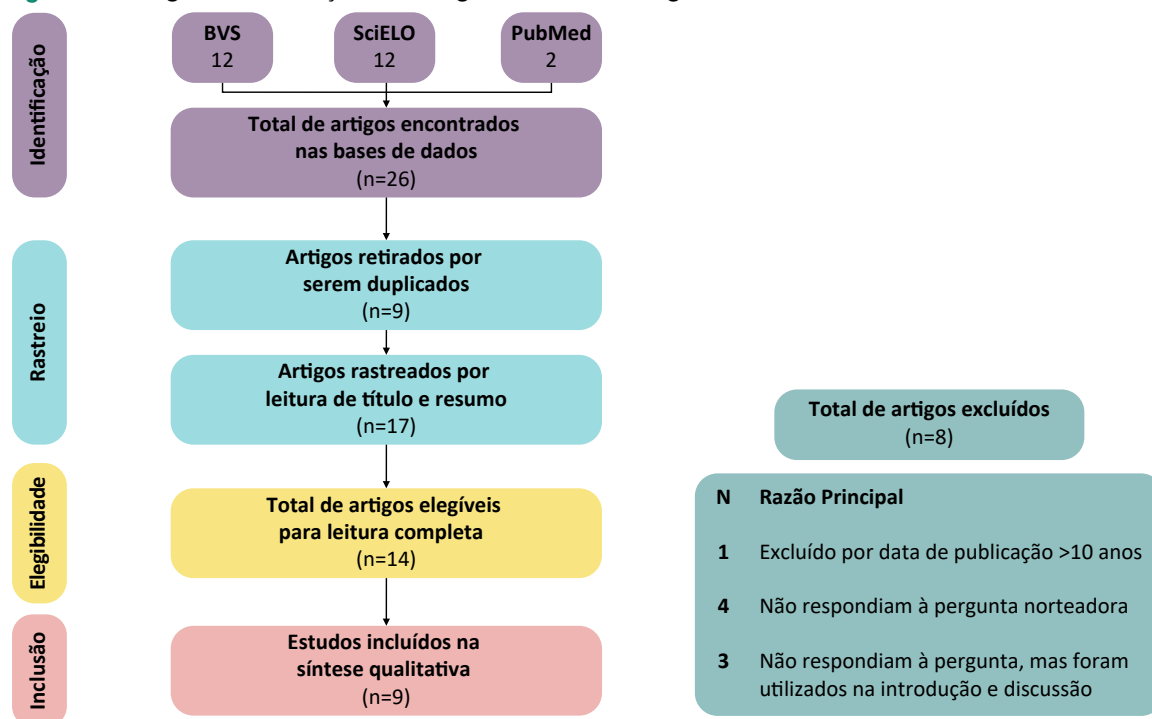 Identificação
BVS
12
SciELO
12
PubMed
2
Total de artigos encontrados
nas bases de dados
(n=26)
Rastreio
Artigos retirados por
serem duplicados
(n=9)
Artigos rastreados por
leitura de título e resumo
(n=17)
Elegibilidade
Total de artigos elegíveis
para leitura completa
(n=14)
Inclusão
Estudos incluídos na
síntese qualitativa
(n=9)
Total de artigos excluídos
(n=8)
N Razão Principal
1 Excluído por data de publicação >10 anos
4 Não respondiam à pergunta norteadora
3 Não respondiam à pergunta, mas foram
utilizados na introdução e discussão